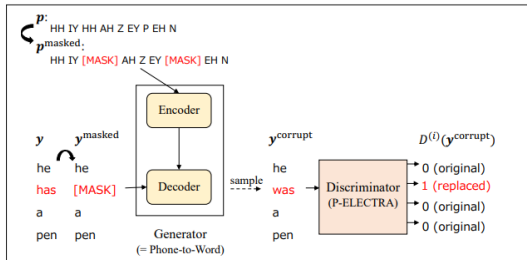 p:
HH IY HH AH Z EY P EH N
p^masked:
HH IY [MASK] AH Z EY [MASK] EH N
Encoder
Decoder
y y^masked
he he
has [MASK]
a a
pen pen
Generator
(= Phone-to-Word)
sample
y^corrupt
he
was
a
pen
Discriminator
(P-ELECTRA)
D^(i)(y^corrupt)
0 (original)
1 (replaced)
0 (original)
0 (original)